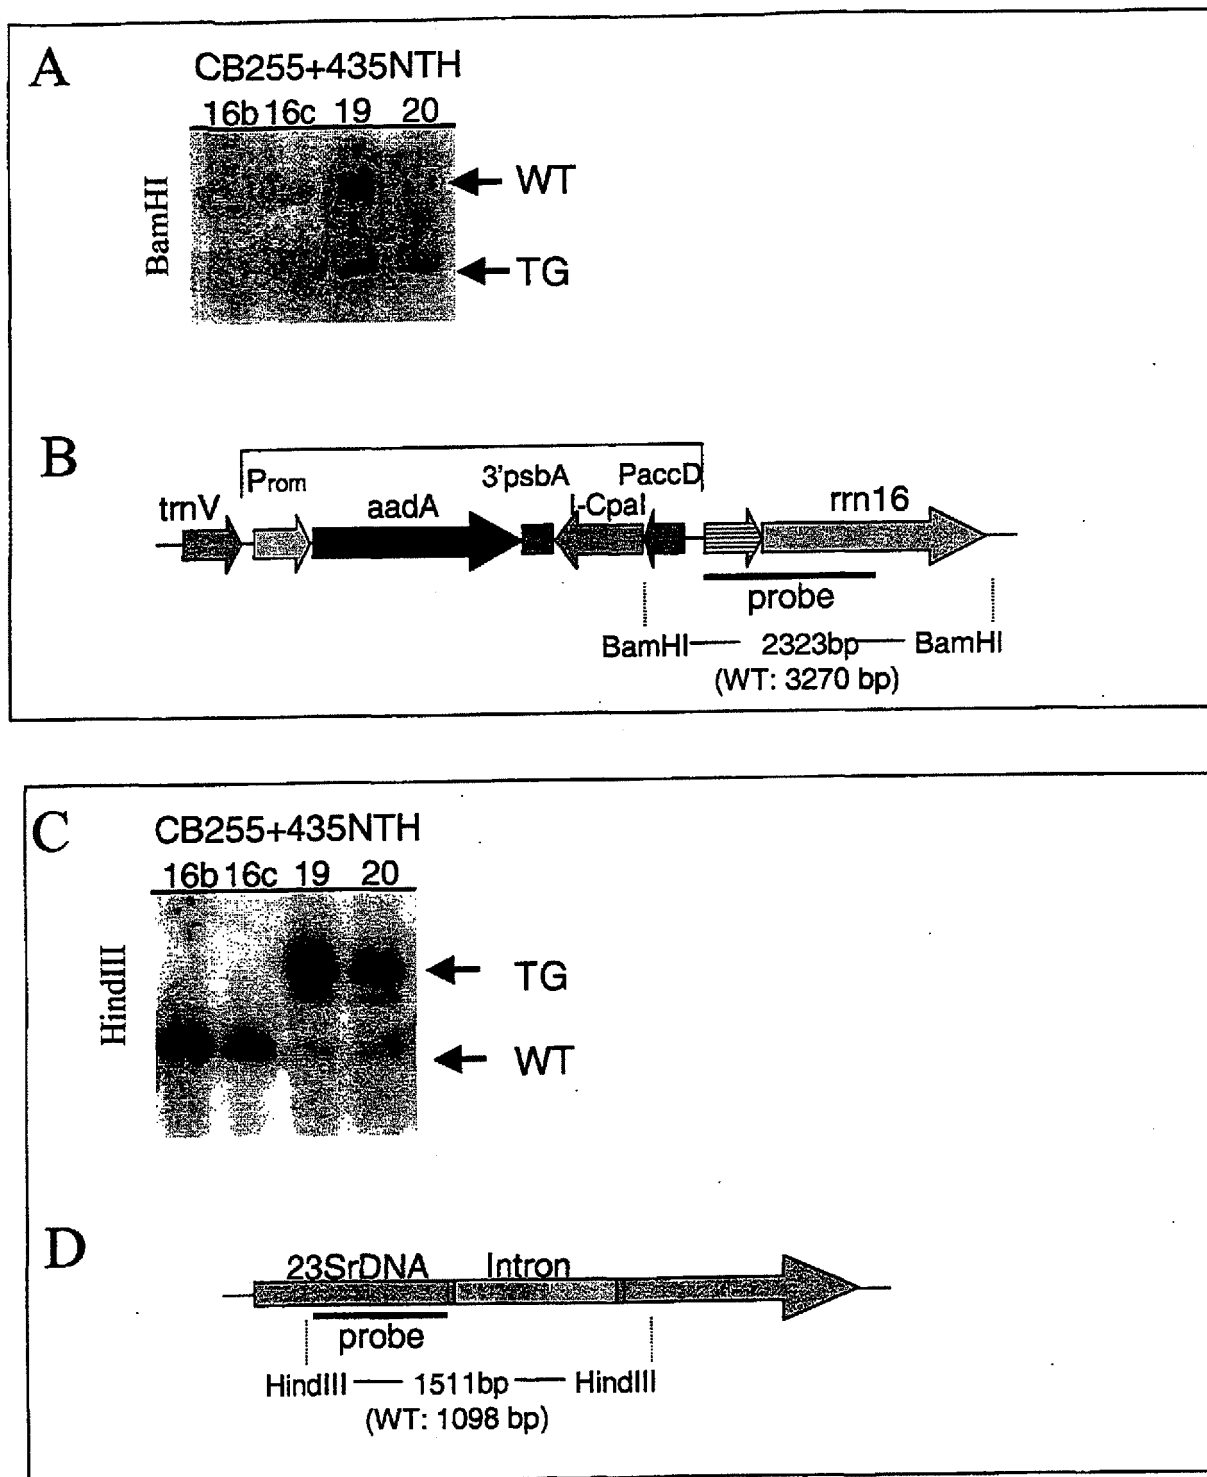 A
CB255+435NTH
16b 16c 19 20
BamHI
WT
TG
B
trnV
Prom
aadA
3'psbA
I-CpaI
PaccD
rrn16
probe
BamHI 2323bp BamHI
(WT: 3270 bp)
C
CB255+435NTH
16b 16c 19 20
HindIII
TG
WT
D
23SrDNA
Intron
probe
HindIII 1511bp HindIII
(WT: 1098 bp)